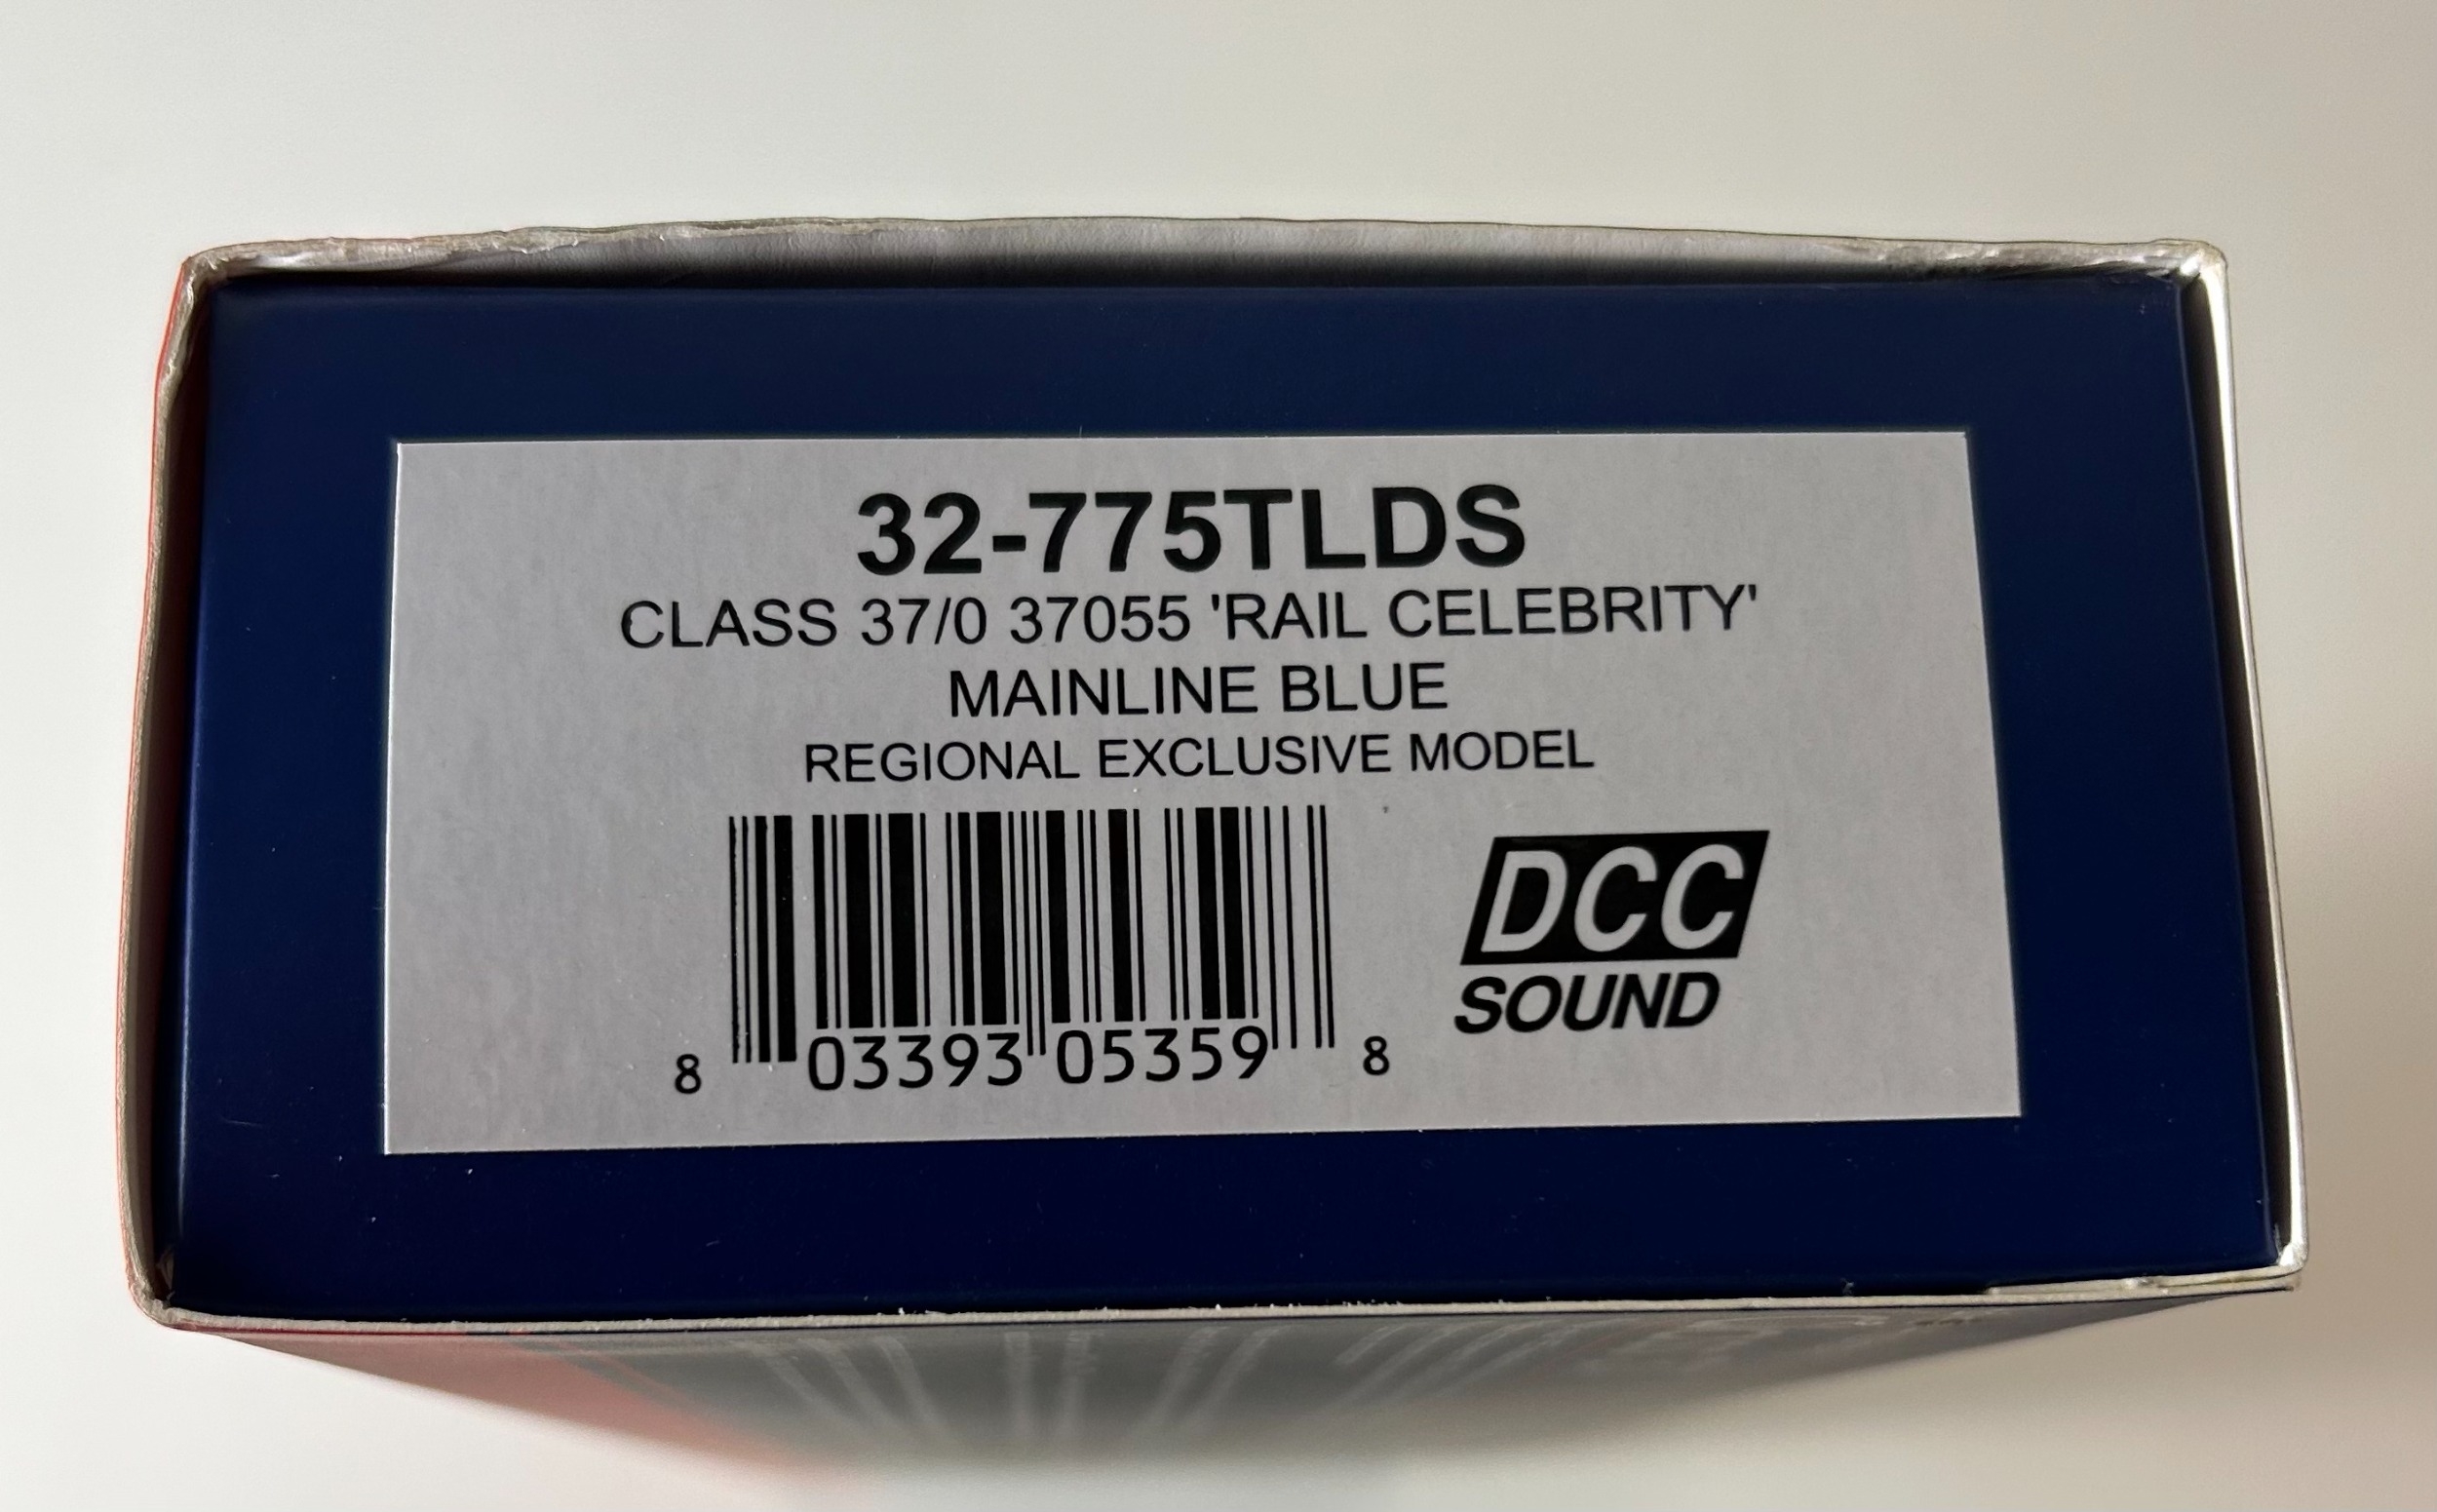 32-775TLDS
CLASS 37/0 37055 'RAIL CELEBRITY'
MAINLINE BLUE
REGIONAL EXCLUSIVE MODEL
DCC
SOUND
8 03393 05359 8